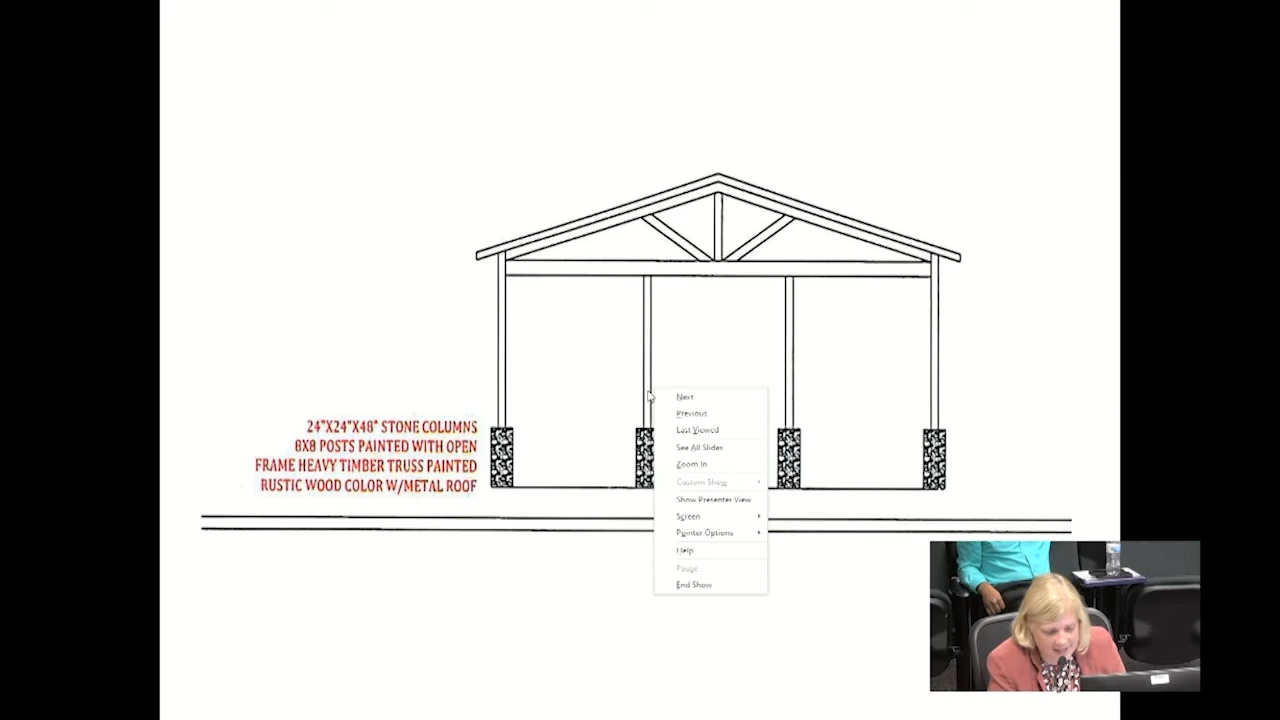 24"X24"X48" STONE COLUMNS
8X8 POSTS PAINTED WITH OPEN
FRAME HEAVY TIMBER TRUSS PAINTED
RUSTIC WOOD COLOR W/METAL ROOF
Next
Previous
Last Viewed
See All Slides
Zoom In
Custom Show
Show Presenter View
Screen
Pointer Options
Help
Pause
End Show